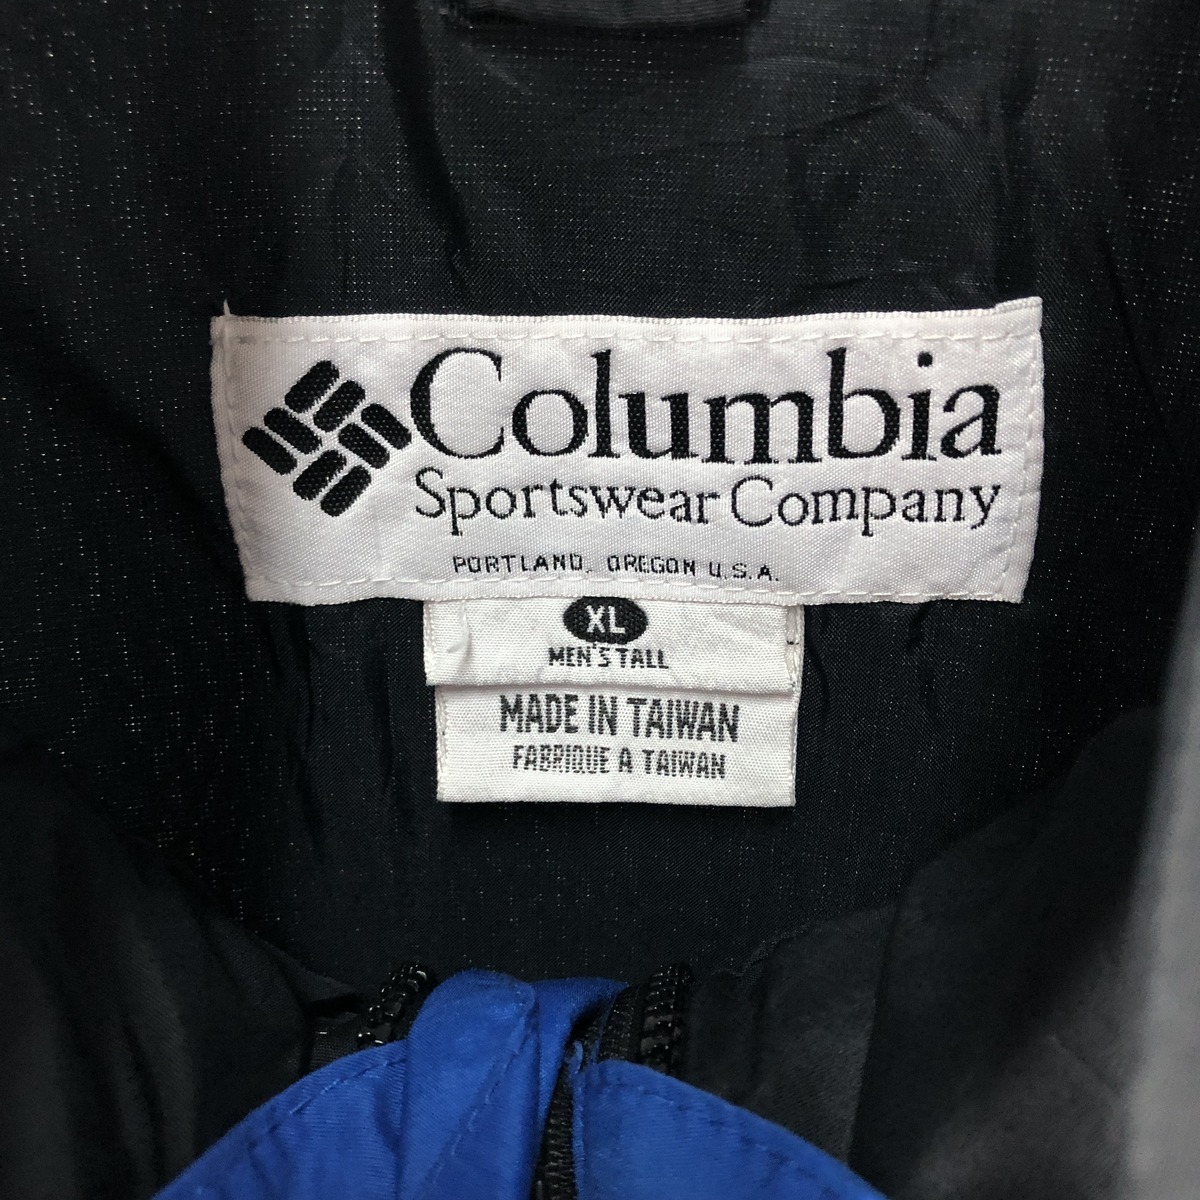 Columbia
Sportswear Company
PORTLAND, OREGON U.S.A.
XL
MEN'S TALL
MADE IN TAIWAN
FABRIQUE A TAIWAN